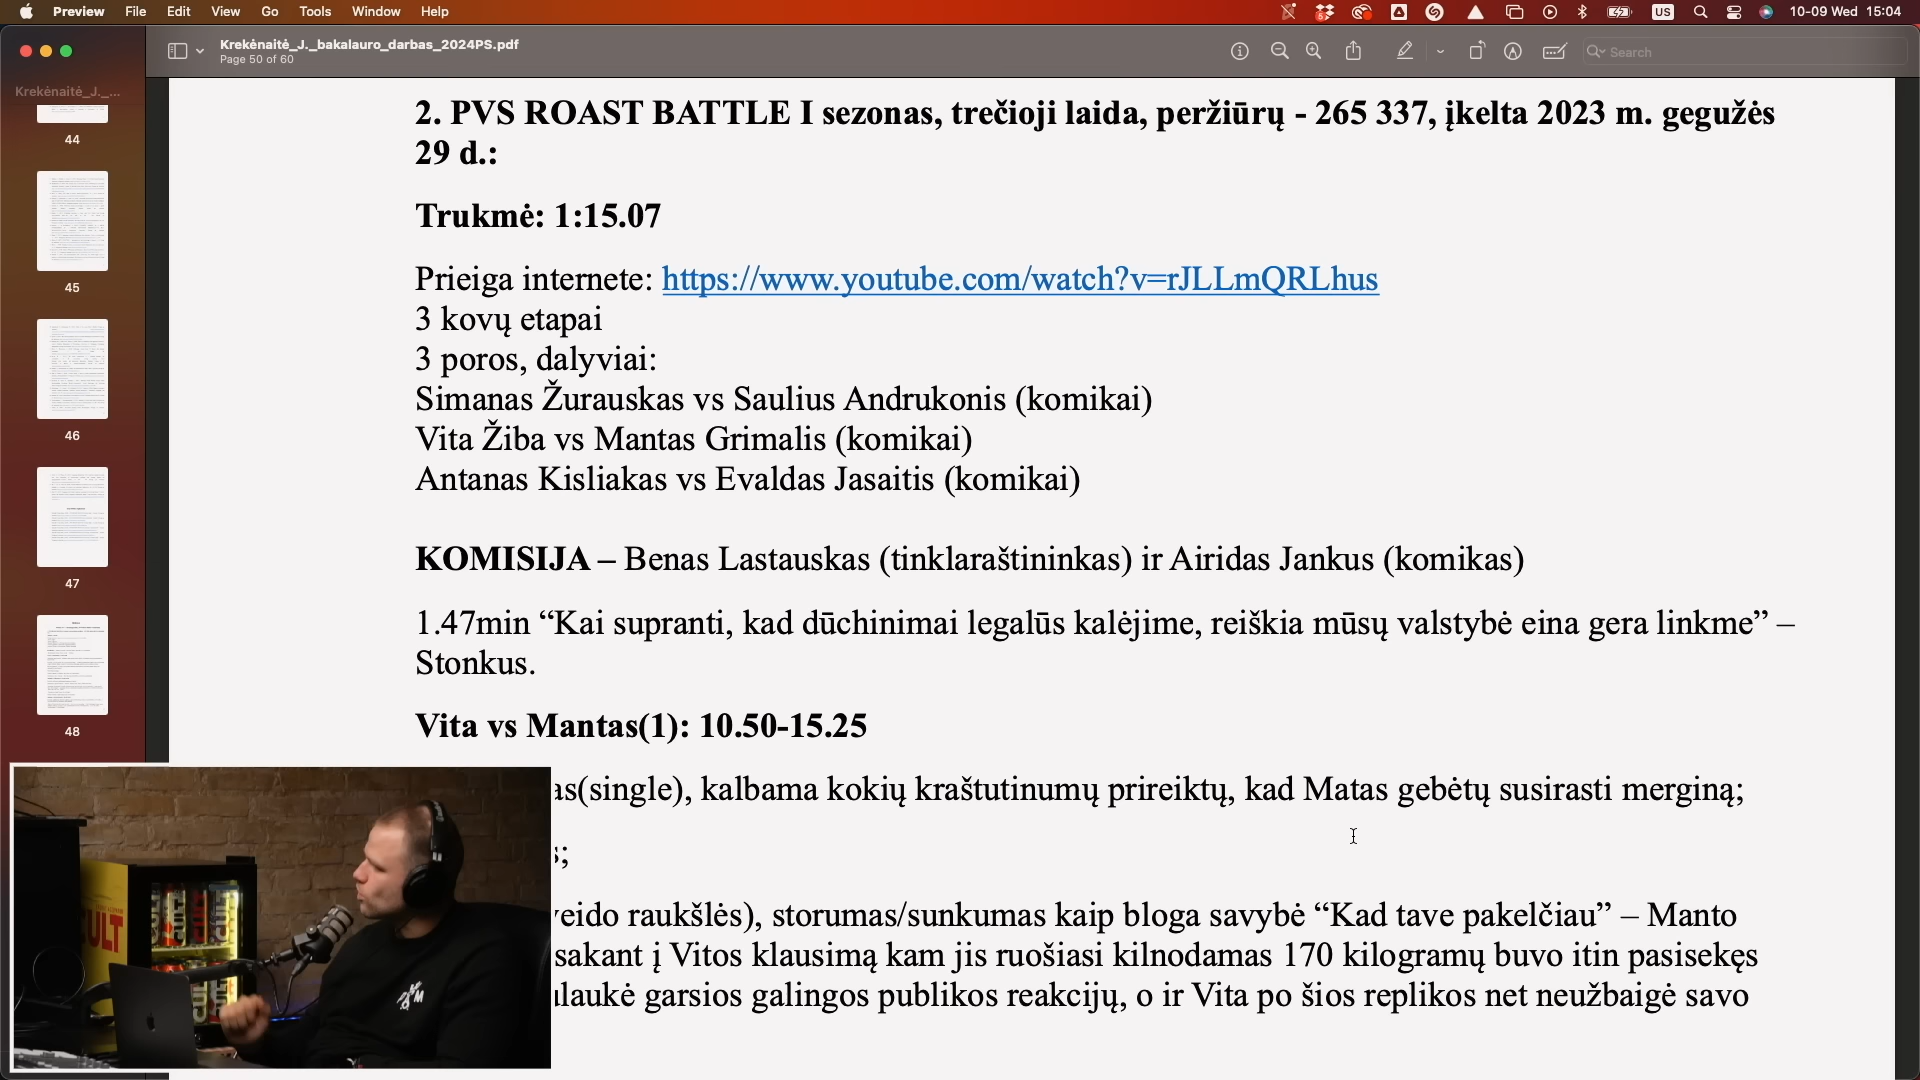 Preview File Edit View Go Tools Window Help
US
10-09 Wed 15:04
Krekėnaitė_J._bakalauro_darbas_2024PS.pdf
Page 50 of 60
Search
Krekėnaitė_J._...
44
45
46
47
48
2. PVS ROAST BATTLE I sezonas, trečioji laida, peržiūrų - 265 337, įkelta 2023 m. gegužės
29 d.:
Trukmė: 1:15.07
Prieiga internete: https://www.youtube.com/watch?v=rJLLmQRLhus
3 kovų etapai
3 poros, dalyviai:
Simanas Žurauskas vs Saulius Andrukonis (komikai)
Vita Žiba vs Mantas Grimalis (komikai)
Antanas Kisliakas vs Evaldas Jasaitis (komikai)
KOMISIJA – Benas Lastauskas (tinklaraštininkas) ir Airidas Jankus (komikas)
1.47min “Kai supranti, kad dūchinimai legalūs kalėjime, reiškia mūsų valstybė eina gera linkme” –
Stonkus.
Vita vs Mantas(1): 10.50-15.25
as(single), kalbama kokių kraštutinumų prireiktų, kad Matas gebėtų susirasti merginą;
s;
veido raukšlės), storumas/sunkumas kaip bloga savybė “Kad tave pakelčiau” – Manto
sakant į Vitos klausimą kam jis ruošiasi kilnodamas 170 kilogramų buvo itin pasisekęs
laukė garsios galingos publikos reakcijų, o ir Vita po šios replikos net neužbaigė savo
CULT